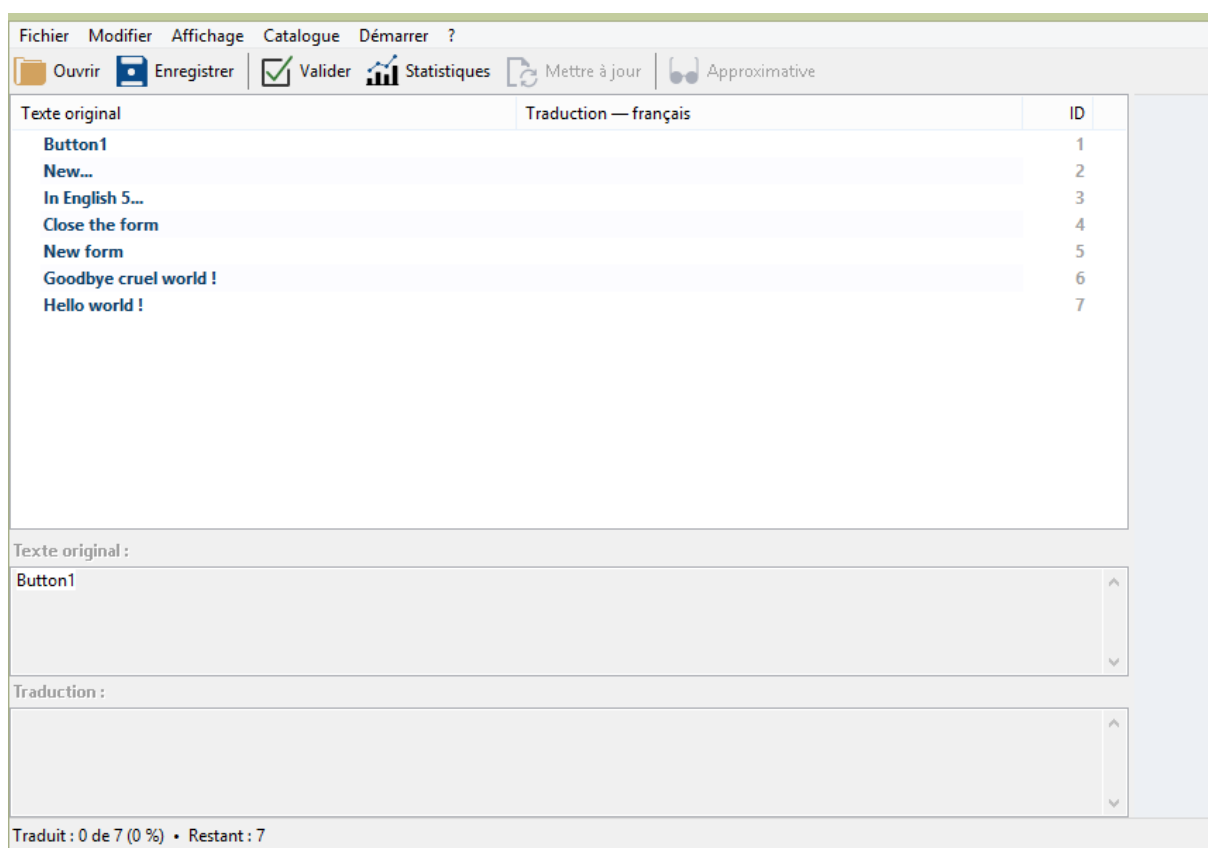 Fichier Modifier Affichage Catalogue Démarrer ?
Ouvrir Enregistrer Valider Statistiques Mettre à jour Approximative
Texte original Traduction — français ID
Button1 1
New... 2
In English 5... 3
Close the form 4
New form 5
Goodbye cruel world ! 6
Hello world ! 7
Texte original :
Button1
Traduction :
Traduit : 0 de 7 (0 %) • Restant : 7